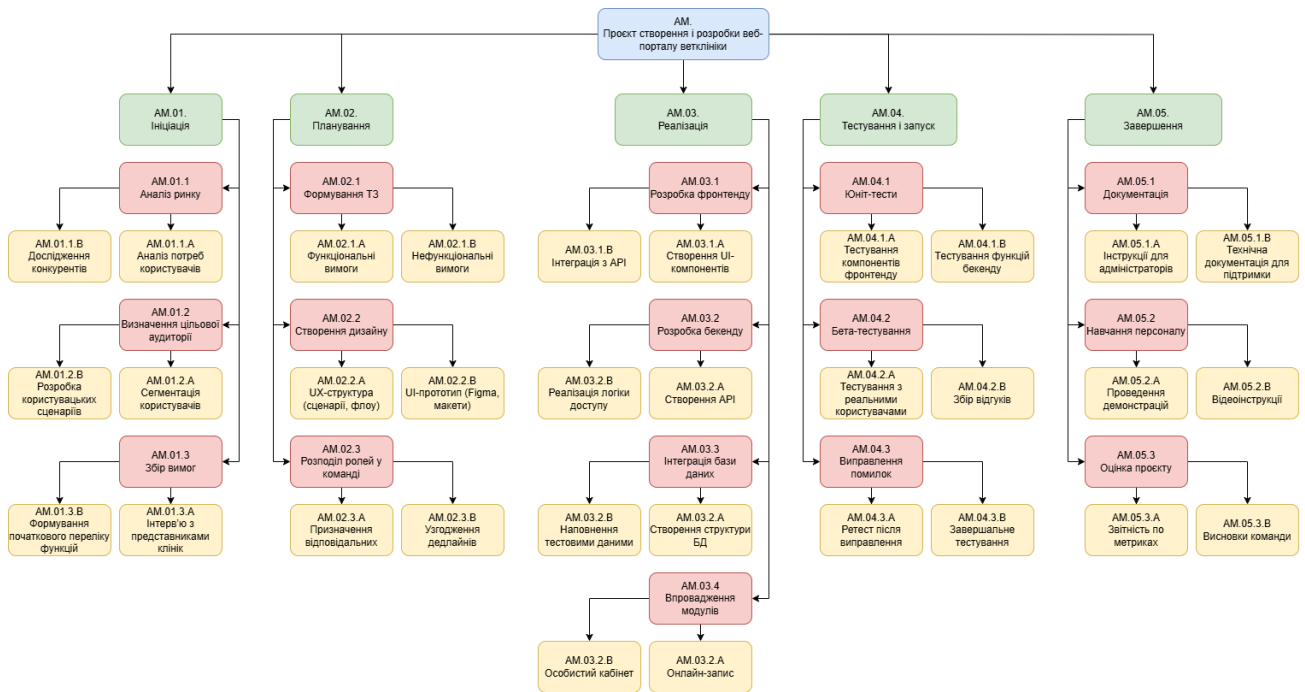 АМ.
Проєкт створення і розробки веб-
порталу ветклініки
АМ.01.
Ініціація
АМ.02.
Планування
АМ.03.
Реалізація
АМ.04.
Тестування і запуск
АМ.05.
Завершення
АМ.01.1
Аналіз ринку
АМ.02.1
Формування ТЗ
АМ.03.1
Розробка фронтенду
АМ.04.1
Юніт-тести
АМ.05.1
Документація
АМ.01.1.В
Дослідження
конкурентів
АМ.01.1.А
Аналіз потреб
користувачів
АМ.02.1.А
Функціональні
вимоги
АМ.02.1.В
Нефункціональні
вимоги
АМ.03.1.В
Інтеграція з АРІ
АМ.03.1.А
Створення UI-
компонентів
АМ.04.1.А
Тестування
компонентів
фронтенду
АМ.04.1.В
Тестування функцій
бекенду
АМ.05.1.А
Інструкції для
адміністраторів
АМ.05.1.В
Технічна
документація для
підтримки
АМ.01.2
Визначення цільової
аудиторії
АМ.02.2
Створення дизайну
АМ.03.2
Розробка бекенду
АМ.04.2
Бета-тестування
АМ.05.2
Навчання персоналу
АМ.01.2.В
Розробка
користувацьких
сценаріїв
АМ.01.2.А
Сегментація
користувачів
АМ.02.2.А
UX-структура
(сценарії, флоу)
АМ.02.2.В
UI-прототип (Figma,
макети)
АМ.03.2.В
Реалізація логіки
доступу
АМ.03.2.А
Створення АРІ
АМ.04.2.А
Тестування з
реальними
користувачами
АМ.04.2.В
Збір відгуків
АМ.05.2.А
Проведення
демонстрацій
АМ.05.2.В
Відеоінструкції
АМ.01.3
Збір вимог
АМ.02.3
Розподіл ролей у
команді
АМ.03.3
Інтеграція бази
даних
АМ.04.3
Виправлення
помилок
АМ.05.3
Оцінка проєкту
АМ.01.3.В
Формування
початкового переліку
функцій
АМ.01.3.А
Інтерв'ю з
представниками
клінік
АМ.02.3.А
Призначення
відповідальних
АМ.02.3.В
Узгодження
дедлайнів
АМ.03.2.В
Наповнення
тестовими даними
АМ.03.2.А
Створення структури
БД
АМ.04.3.А
Ретест після
виправлення
АМ.04.3.В
Завершальне
тестування
АМ.05.3.А
Звітність по
метриках
АМ.05.3.В
Висновки команди
АМ.03.4
Впровадження
модулів
АМ.03.2.В
Особистий кабінет
АМ.03.2.А
Онлайн-запис